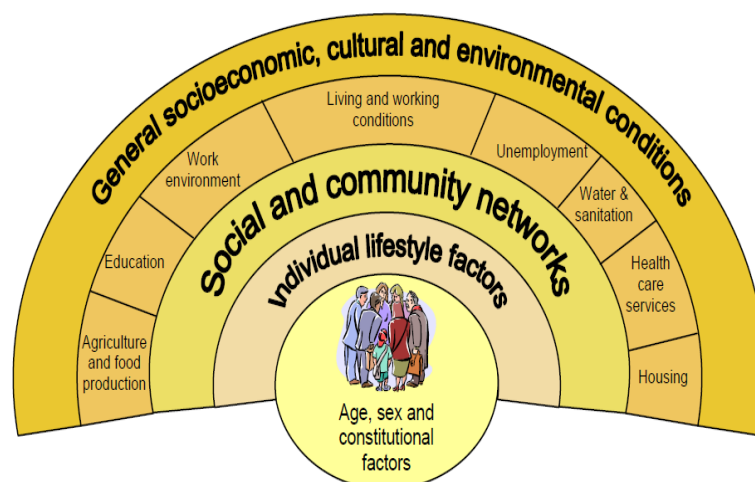 General socioeconomic, cultural and environmental conditions
Living and working
conditions
Work
environment
Unemployment
Water &
sanitation
Education
Health
care
services
Agriculture
and food
production
Housing
Social and community networks
Individual lifestyle factors
Age, sex and
constitutional
factors